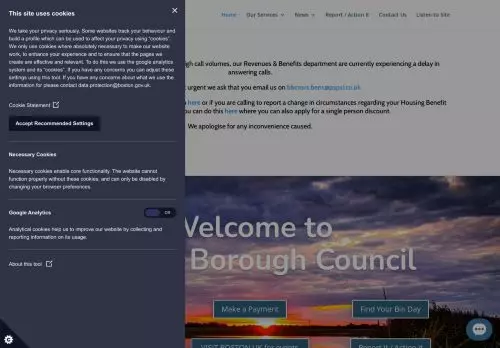 This site uses cookies
Home Our Services News Report / Action it Contact Us Listen to Site
We take your privacy seriously. Some websites track your behaviour and
build a profile which can be used to affect your privacy using “cookies”.
We only use cookies where absolutely necessary to make our website
work, to enhance your experience and to ensure that the pages we
create are effective and relevant. To do this we use the google analytics
system and its “cookies”. If you have any concerns you can adjust these
settings using this tool. If you have any concerns about what we use the
information for please contact data.protection@boston.gov.uk.
Cookie Statement
Accept Recommended Settings
Necessary Cookies
Necessary cookies enable core functionality. The website cannot
function properly without these cookies, and can only be disabled by
changing your browser preferences.
Google Analytics Off
Analytical cookies help us to improve our website by collecting and
reporting information on its usage.
About this tool
call volumes, our Revenues & Benefits department are currently experiencing a delay in
answering calls.
urgent we ask that you email us on
here or if you are calling to report a change in circumstances regarding your Housing Benefit
can do this here where you can also apply for a single person discount
We apologise for any inconvenience caused.
Welcome to
Borough Council
Make a Payment
Find Your Bin Day
VISIT BOSTON UK for events
Report It / Action it